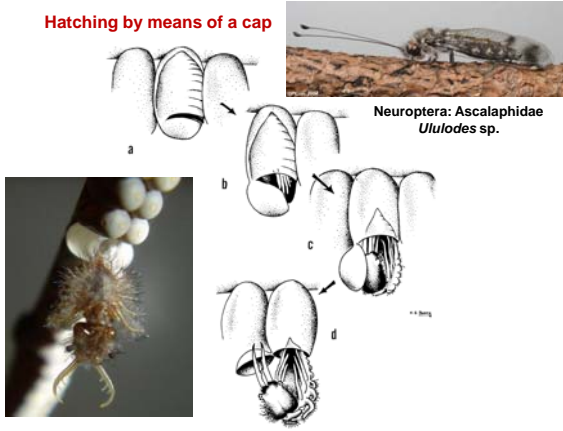 Hatching by means of a cap
Neuroptera: Ascalaphidae
Ululodes sp.
a
b
c
d